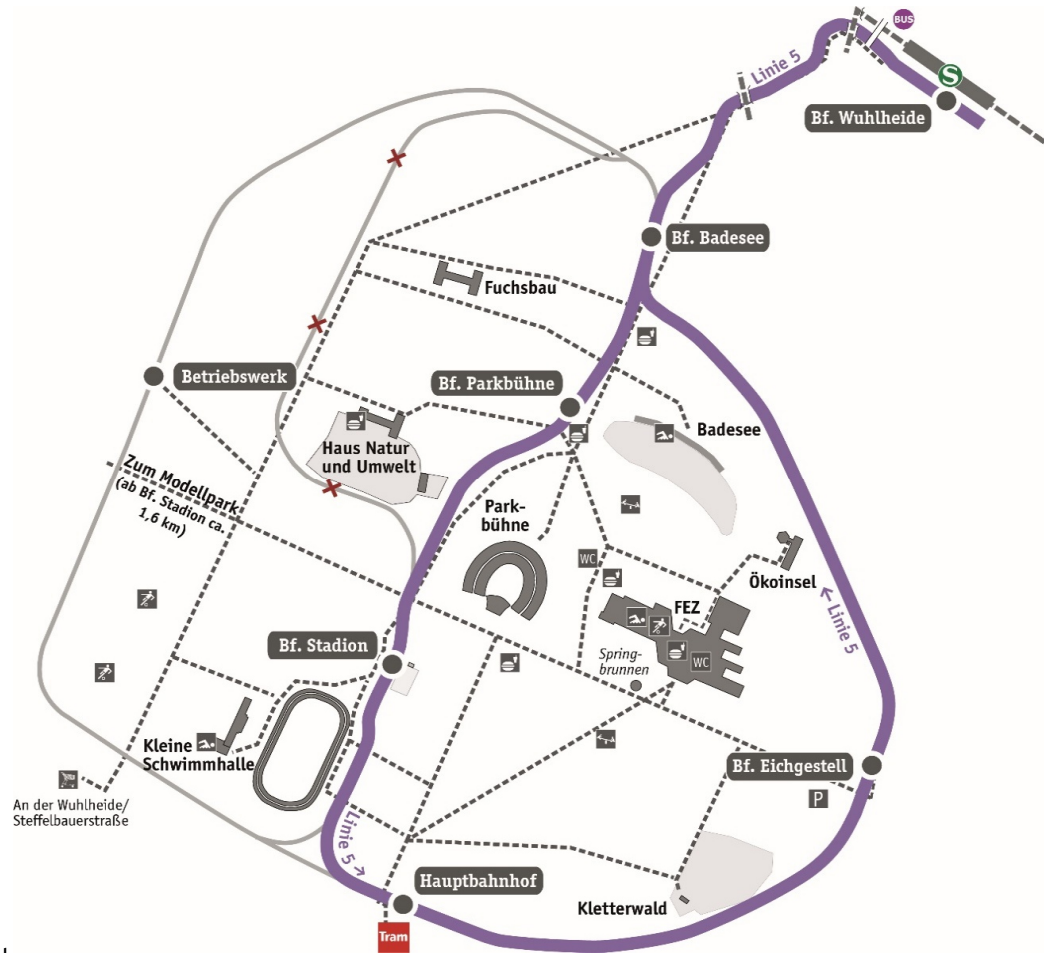 BUS
Linie 5
S
Bf. Wuhlheide
Bf. Badesee
Fuchsbau
Betriebswerk
Bf. Parkbühne
Badesee
Haus Natur
und Umwelt
Zum Modellpark
(ab Bf. Stadion ca.
1,6 km)
Park-
bühne
WC
Ökoinsel
FEZ
← Linie 5
Bf. Stadion
Spring-
brunnen
WC
Kleine
Schwimmhalle
Bf. Eichgestell
P
An der Wuhlheide/
Steffelbauerstraße
Linie 5 →
Hauptbahnhof
Kletterwald
Tram